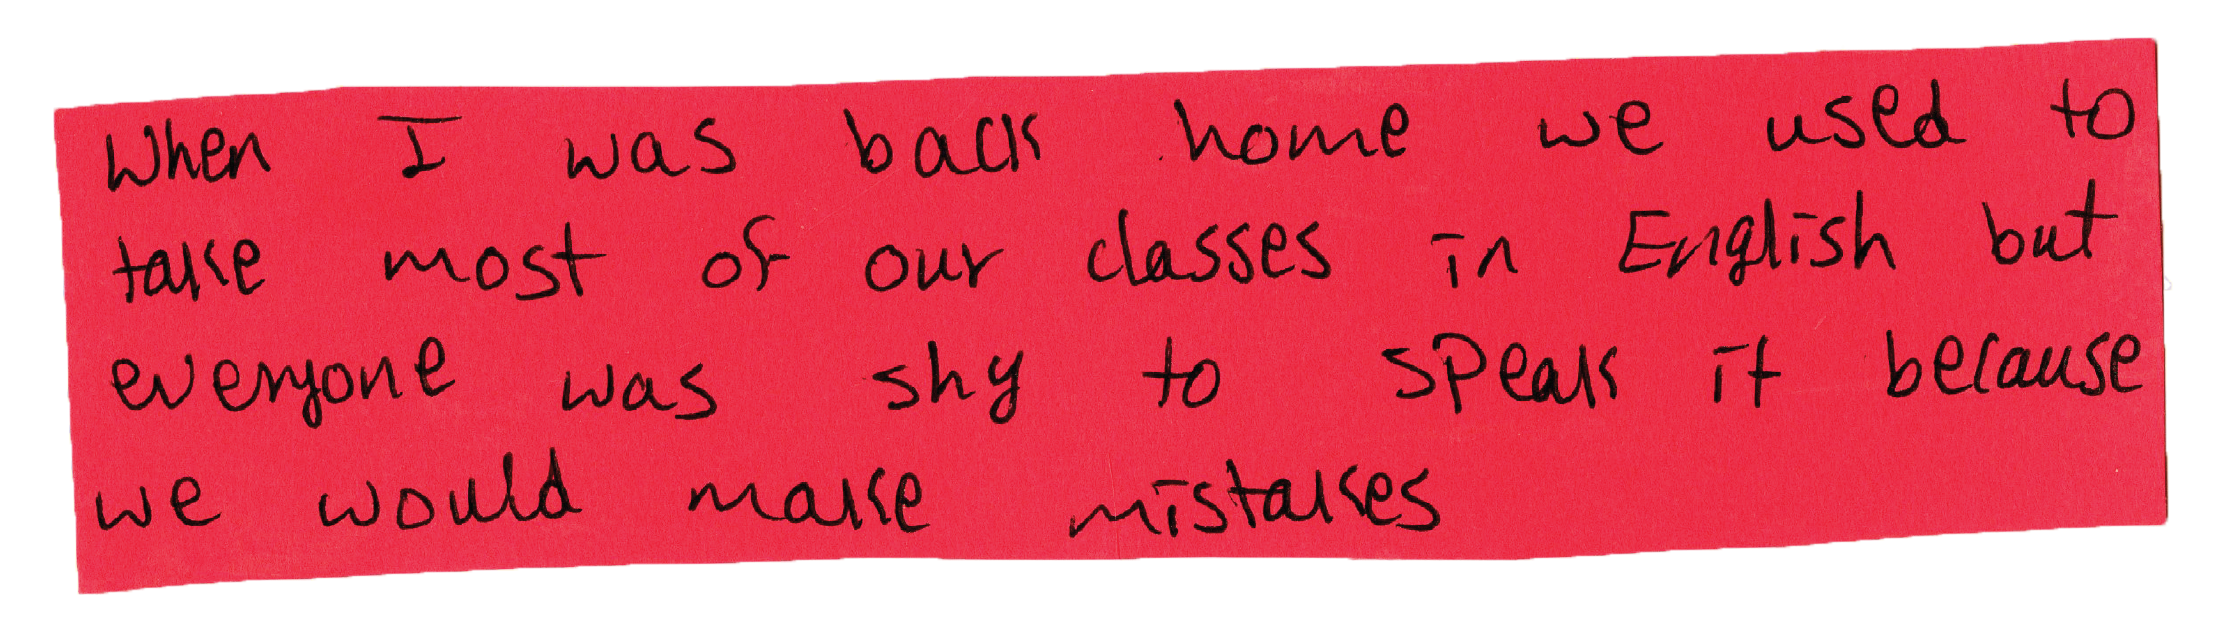 When I was back home we used to
take most of our classes in English but
everyone was shy to speak it because
we would make mistakes